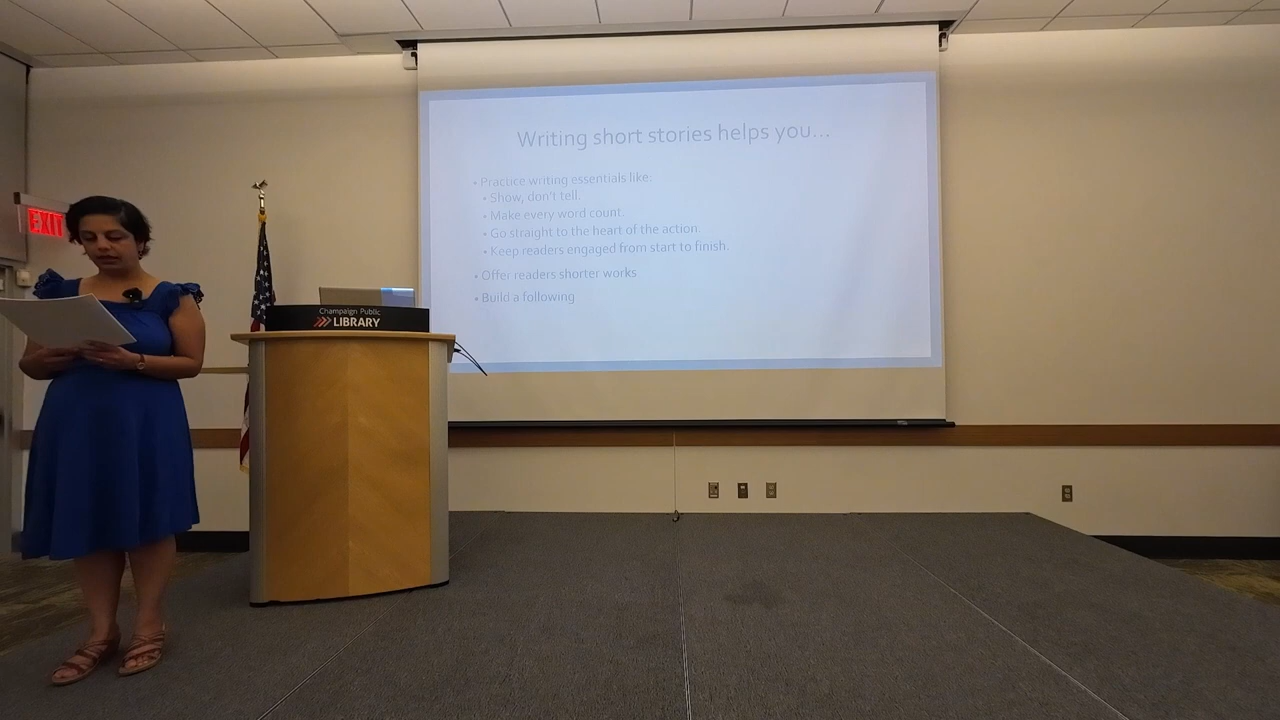 Writing short stories helps you...
• Practice writing essentials like:
• Show, don't tell.
• Make every word count.
• Go straight to the heart of the action.
• Keep readers engaged from start to finish.
• Offer readers shorter works
• Build a following
EXIT
Champaign Public
LIBRARY